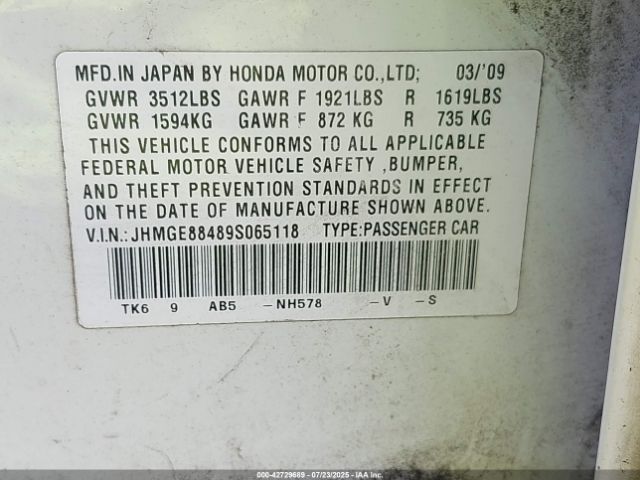 MFD.IN JAPAN BY HONDA MOTOR CO.,LTD; 03/'09
GVWR 3512LBS GAWR F 1921LBS R 1619LBS
GVWR 1594KG GAWR F 872 KG R 735 KG
THIS VEHICLE CONFORMS TO ALL APPLICABLE
FEDERAL MOTOR VEHICLE SAFETY ,BUMPER,
AND THEFT PREVENTION STANDARDS IN EFFECT
ON THE DATE OF MANUFACTURE SHOWN ABOVE.
V.I.N.: JHMGE88489S065118 TYPE:PASSENGER CAR
TK6 9 AB5 -NH578 -V -S
000-42729689 - 07/23/2025 - IAA Inc. - Copart